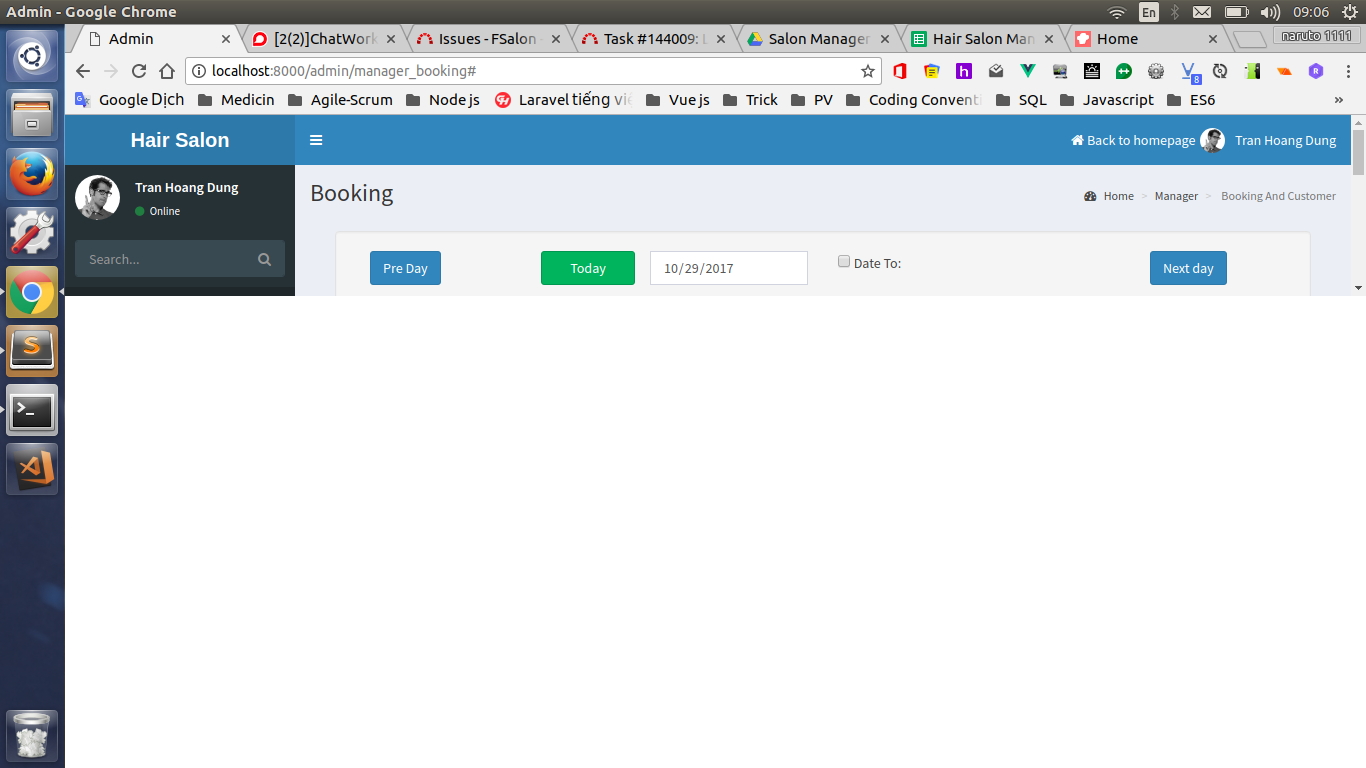 Admin - Google Chrome
En
09:06
Admin
[2(2)]ChatWork
Issues - FSalon -
Task #144009: L
Salon Manager
Hair Salon Man
Home
naruto 1111
localhost:8000/admin/manager_booking#
8
Google Dịch
Medicin
Agile-Scrum
Node js
Laravel tiếng Việ
Vue js
Trick
PV
Coding Conventi
SQL
Javascript
ES6
»
Hair Salon
Back to homepage
Tran Hoang Dung
Tran Hoang Dung
Online
Search...
Booking
Home > Manager > Booking And Customer
Pre Day
Today
10/29/2017
Date To:
Next day